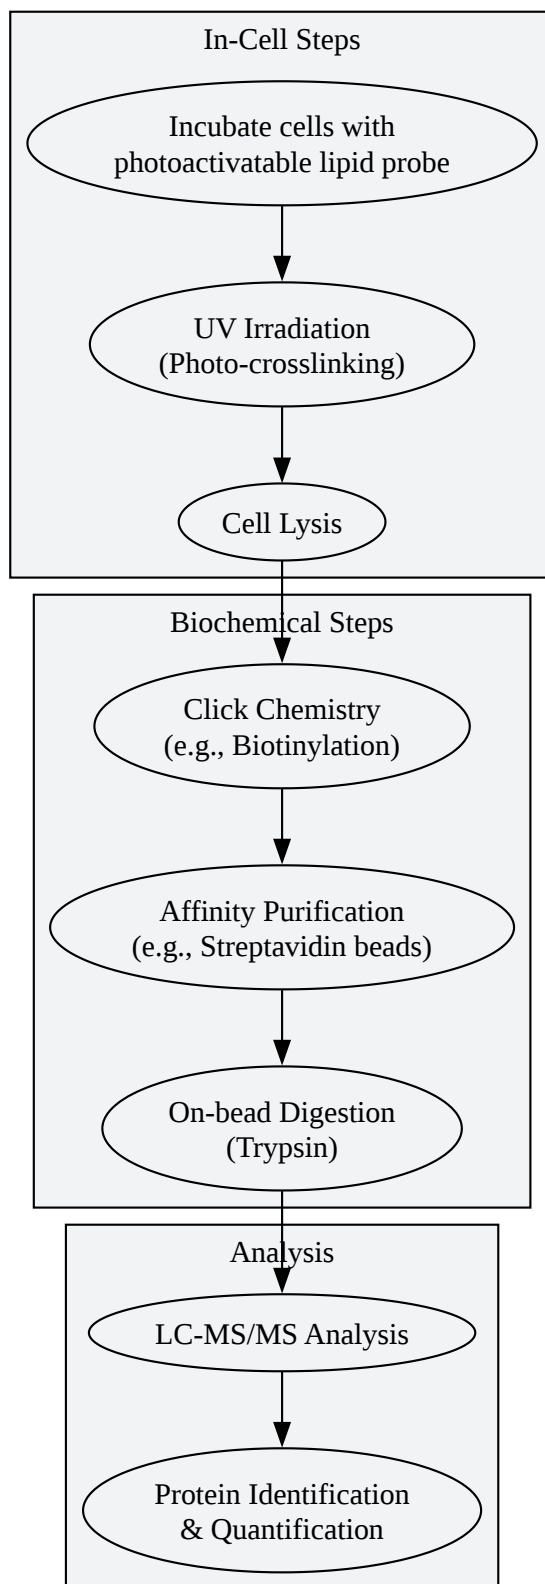 In-Cell Steps
Incubate cells with
photoactivatable lipid probe
UV Irradiation
(Photo-crosslinking)
Cell Lysis
Biochemical Steps
Click Chemistry
(e.g., Biotinylation)
Affinity Purification
(e.g., Streptavidin beads)
On-bead Digestion
(Trypsin)
Analysis
LC-MS/MS Analysis
Protein Identification
& Quantification